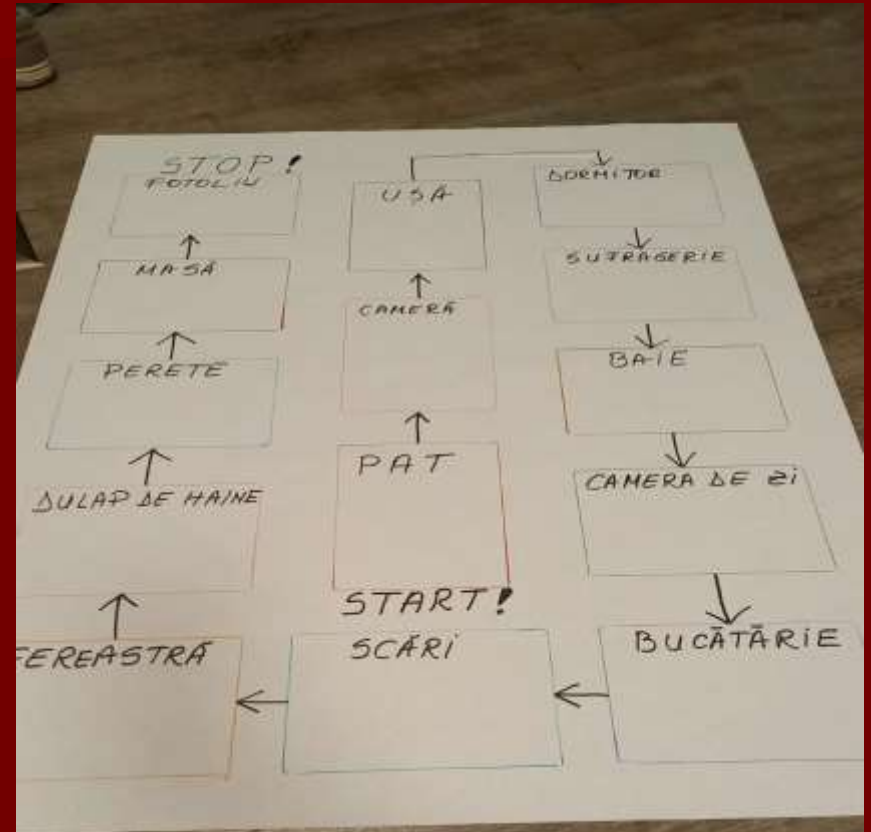 STOP!
FOTOLIU
MASĂ
PERETE
DULAP DE HAINE
FEREASTRĂ
UȘĂ
CAMERĂ
PAT
START!
SCĂRI
DORMITOR
SUFRAGERIE
BAIE
CAMERA DE Zi
BUCĂTĂRiE